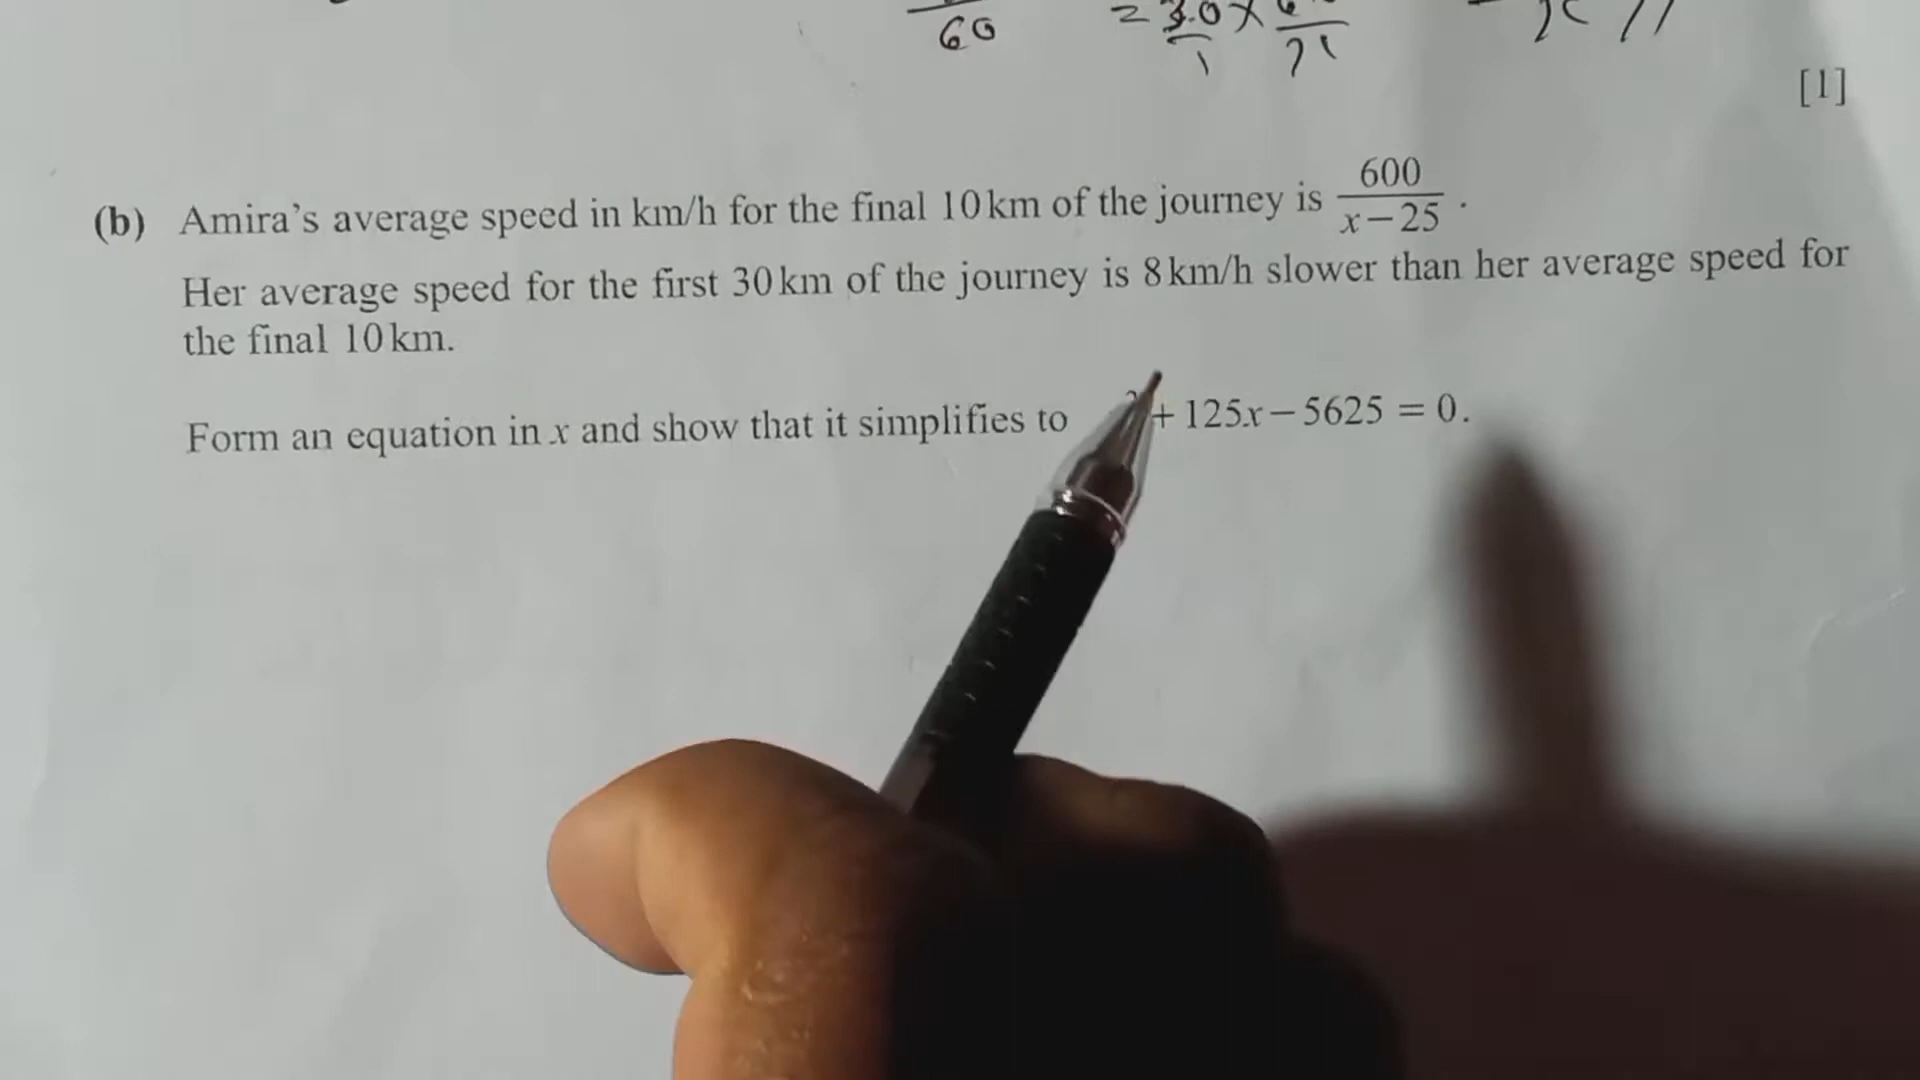 60
[1]
(b) Amira's average speed in km/h for the final 10 km of the journey is 600/(x − 25).
Her average speed for the first 30 km of the journey is 8 km/h slower than her average speed for
the final 10 km.
Form an equation in x and show that it simplifies to + 125x − 5625 = 0.